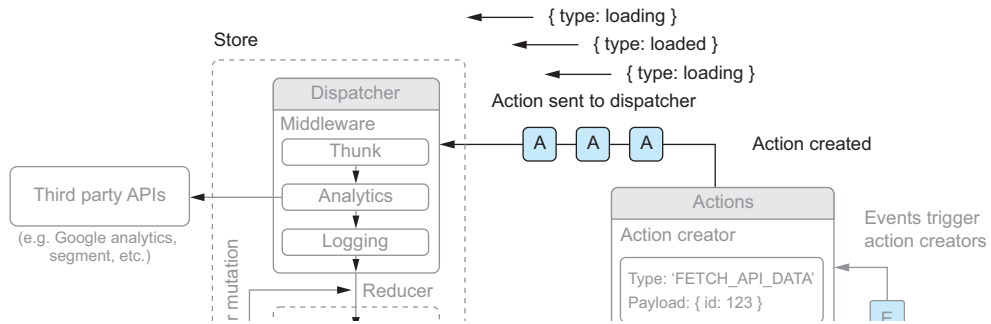 { type: loading }
{ type: loaded }
{ type: loading }
Store
Action sent to dispatcher
Dispatcher
Middleware
Thunk
Analytics
Logging
A A A
Action created
Third party APIs
(e.g. Google analytics,
segment, etc.)
Actions
Action creator
Type: ‘FETCH_API_DATA’
Payload: { id: 123 }
Events trigger
action creators
Reducer
mutation